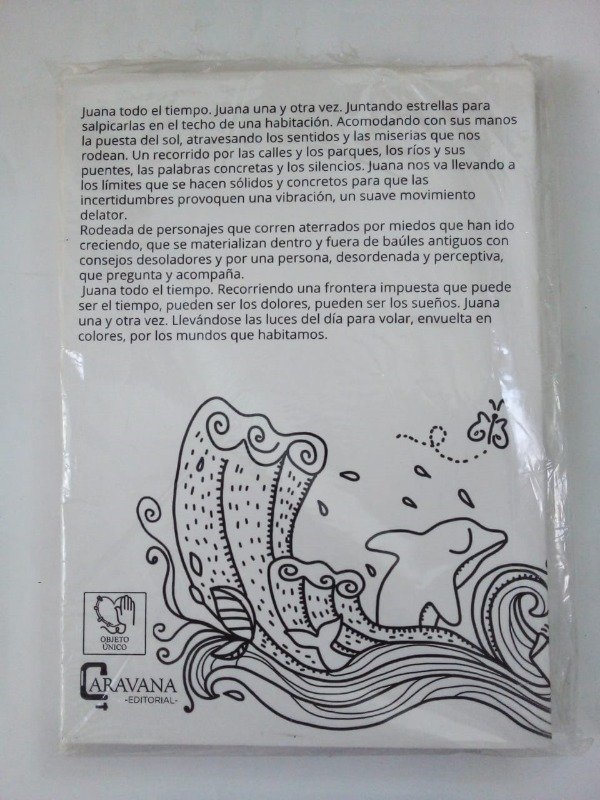 Juana todo el tiempo. Juana una y otra vez. Juntando estrellas para
salpicarlas en el techo de una habitación. Acomodando con sus manos
la puesta del sol, atravesando los sentidos y las miserias que nos
rodean. Un recorrido por las calles y los parques, los ríos y sus
puentes, las palabras concretas y los silencios. Juana nos va llevando a
los límites que se hacen sólidos y concretos para que las
incertidumbres provoquen una vibración, un suave movimiento
delator.
Rodeada de personajes que corren aterrados por miedos que han ido
creciendo, que se materializan dentro y fuera de baúles antiguos con
consejos desoladores y por una persona, desordenada y perceptiva,
que pregunta y acompaña.
Juana todo el tiempo. Recorriendo una frontera impuesta que puede
ser el tiempo, pueden ser los dolores, pueden ser los sueños. Juana
una y otra vez. Llevándose las luces del día para volar, envuelta en
colores, por los mundos que habitamos.
OBJETO
ÚNICO
CARAVANA
-EDITORIAL-